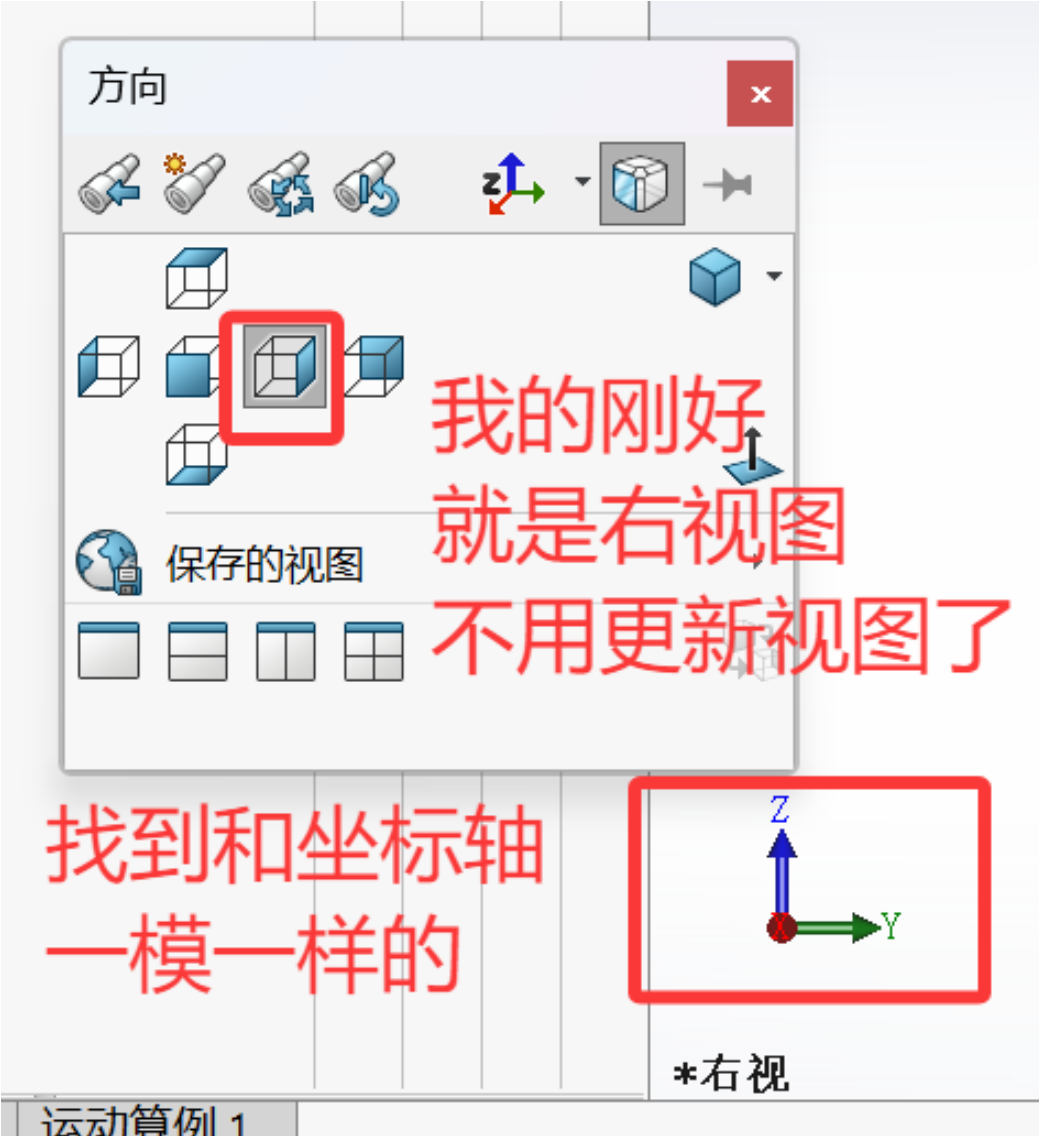 方向
x
z
我的刚好
就是右视图
不用更新视图了
保存的视图
找到和坐标轴
一模一样的
Z
X
Y
*右视
运动算例 1